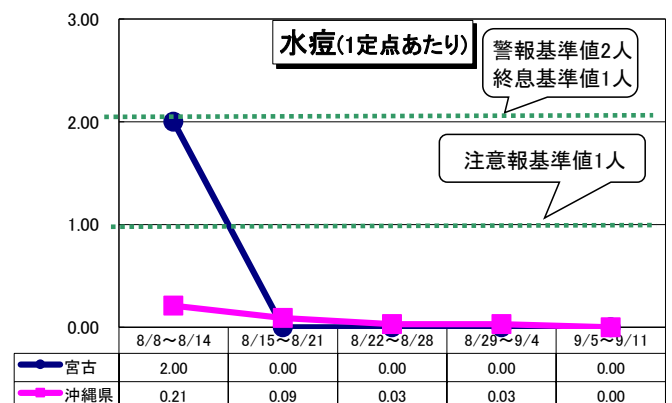 水痘(1定点あたり)
警報基準値2人
終息基準値1人
注意報基準値1人
3.00
2.00
1.00
0.00
8/8～8/14 8/15～8/21 8/22～8/28 8/29～9/4 9/5～9/11
宮古 2.00 0.00 0.00 0.00 0.00
沖縄県 0.21 0.09 0.03 0.03 0.00